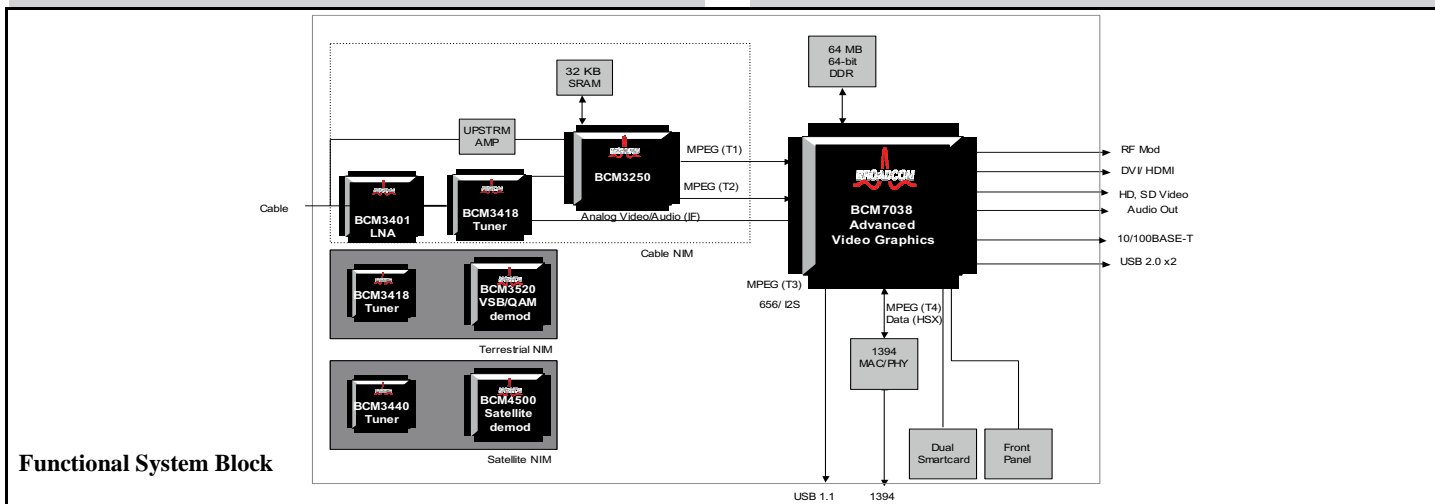 64 MB
64-bit
DDR
32 KB
SRAM
UPSTRM
AMP
MPEG (T1)
RF Mod
BROADCOM
DVI/ HDMI
BCM3250
MPEG (T2)
HD, SD Video
Cable
BCM3401
LNA
BCM3418
Tuner
Analog Video/Audio (IF)
BCM7038
Advanced
Video Graphics
Audio Out
Cable NIM
10/100BASE-T
USB 2.0 x2
BCM3418
Tuner
BCM3520
VSB/QAM
demod
MPEG (T3)
656/ I2S
MPEG (T4)
Data (HSX)
Terrestrial NIM
1394
MAC/PHY
BCM3440
Tuner
BCM4500
Satellite
demod
Dual
Smartcard
Front
Panel
Functional System Block
Satellite NIM
USB 1.1
1394